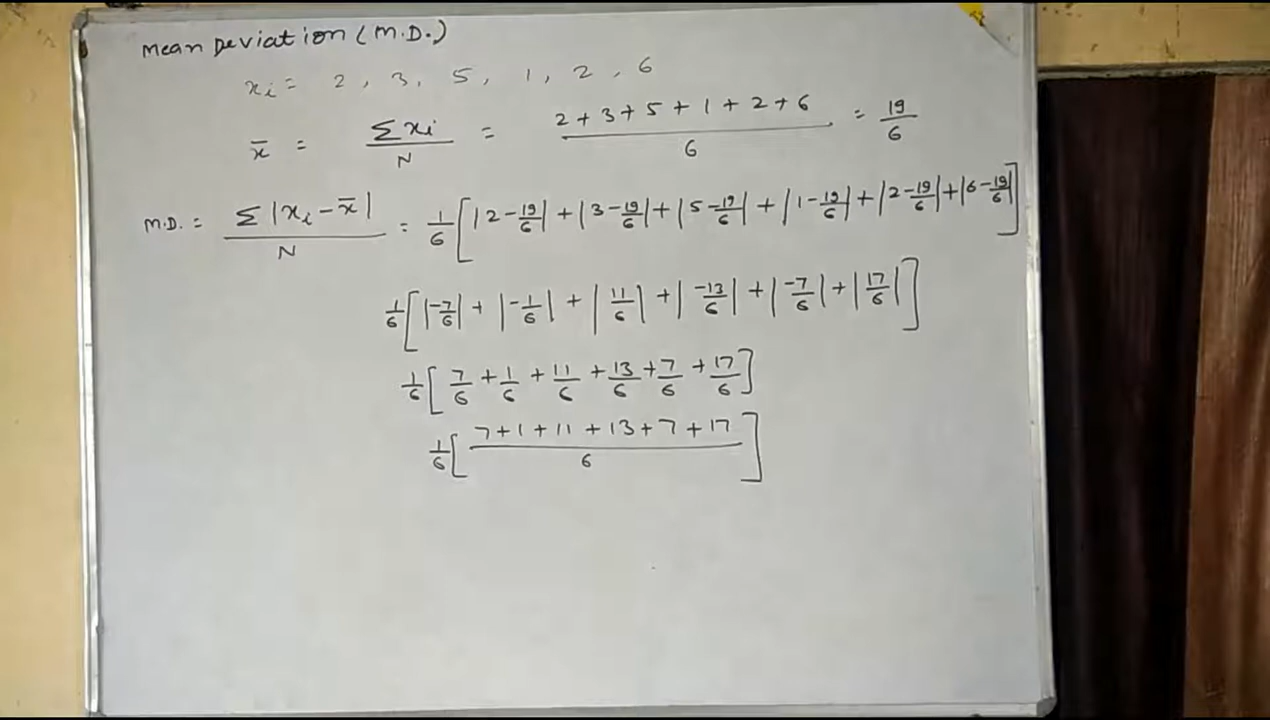 Mean Deviation (M.D.)
xᵢ = 2, 3, 5, 1, 2, 6
x̄ = Σxᵢ/N = (2+3+5+1+2+6)/6 = 19/6
M.D. = Σ|xᵢ-x̄|/N = 1/6[|2-19/6|+|3-19/6|+|5-19/6|+|1-19/6|+|2-19/6|+|6-19/6|]
1/6[|-7/6|+|-1/6|+|11/6|+|-13/6|+|-7/6|+|17/6|]
1/6[7/6+1/6+11/6+13/6+7/6+17/6]
1/6[(7+1+11+13+7+17)/6]